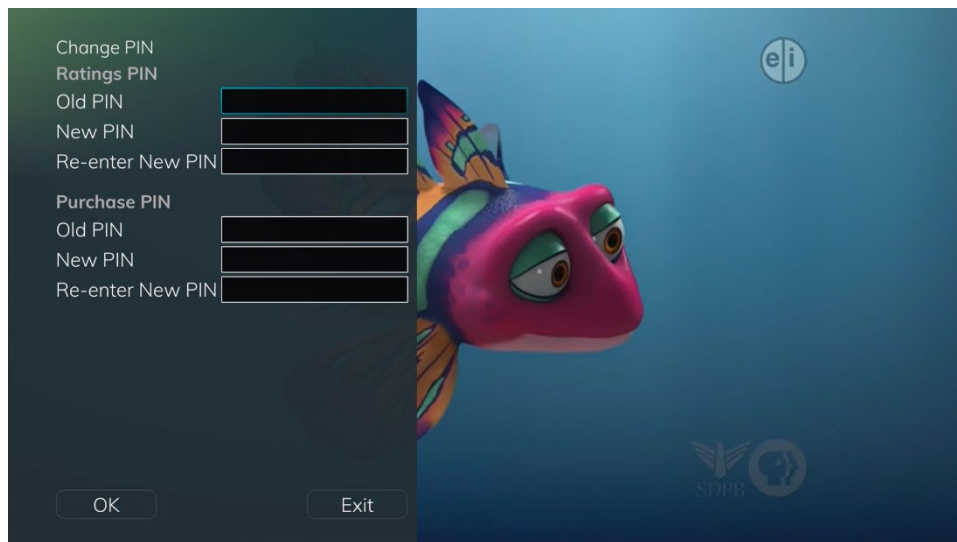 Change PIN
Ratings PIN
Old PIN
New PIN
Re-enter New PIN
Purchase PIN
Old PIN
New PIN
Re-enter New PIN
OK
Exit
e|i
SDPB